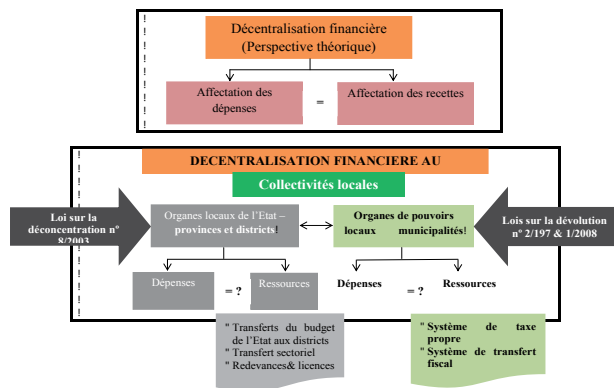 Décentralisation financière
(Perspective théorique)
Affectation des
dépenses
=
Affectation des recettes
DECENTRALISATION FINANCIERE AU
Collectivités locales
Loi sur la
déconcentration nº
8/2003
Organes locaux de l'Etat –
provinces et districts!
Organes de pouvoirs
locaux municipalités!
Lois sur la dévolution
nº 2/197 & 1/2008
Dépenses
= ?
Ressources
Dépenses
= ?
Ressources
" Transferts du budget
de l'Etat aux districts
" Transfert sectoriel
" Redevances& licences
" Système de taxe
propre
" Système de transfert
fiscal